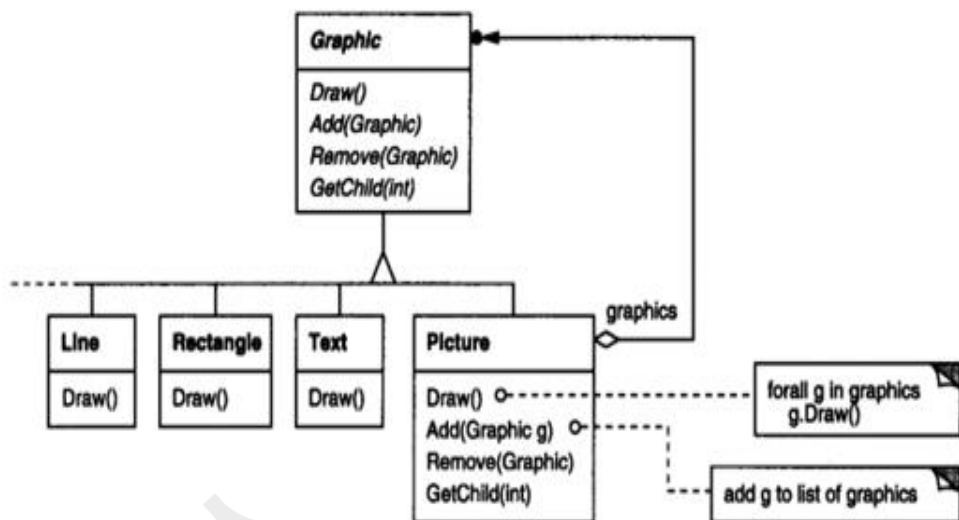 Graphic
Draw()
Add(Graphic)
Remove(Graphic)
GetChild(int)
graphics
Line
Draw()
Rectangle
Draw()
Text
Draw()
Picture
Draw()
Add(Graphic g)
Remove(Graphic)
GetChild(int)
forall g in graphics
g.Draw()
add g to list of graphics